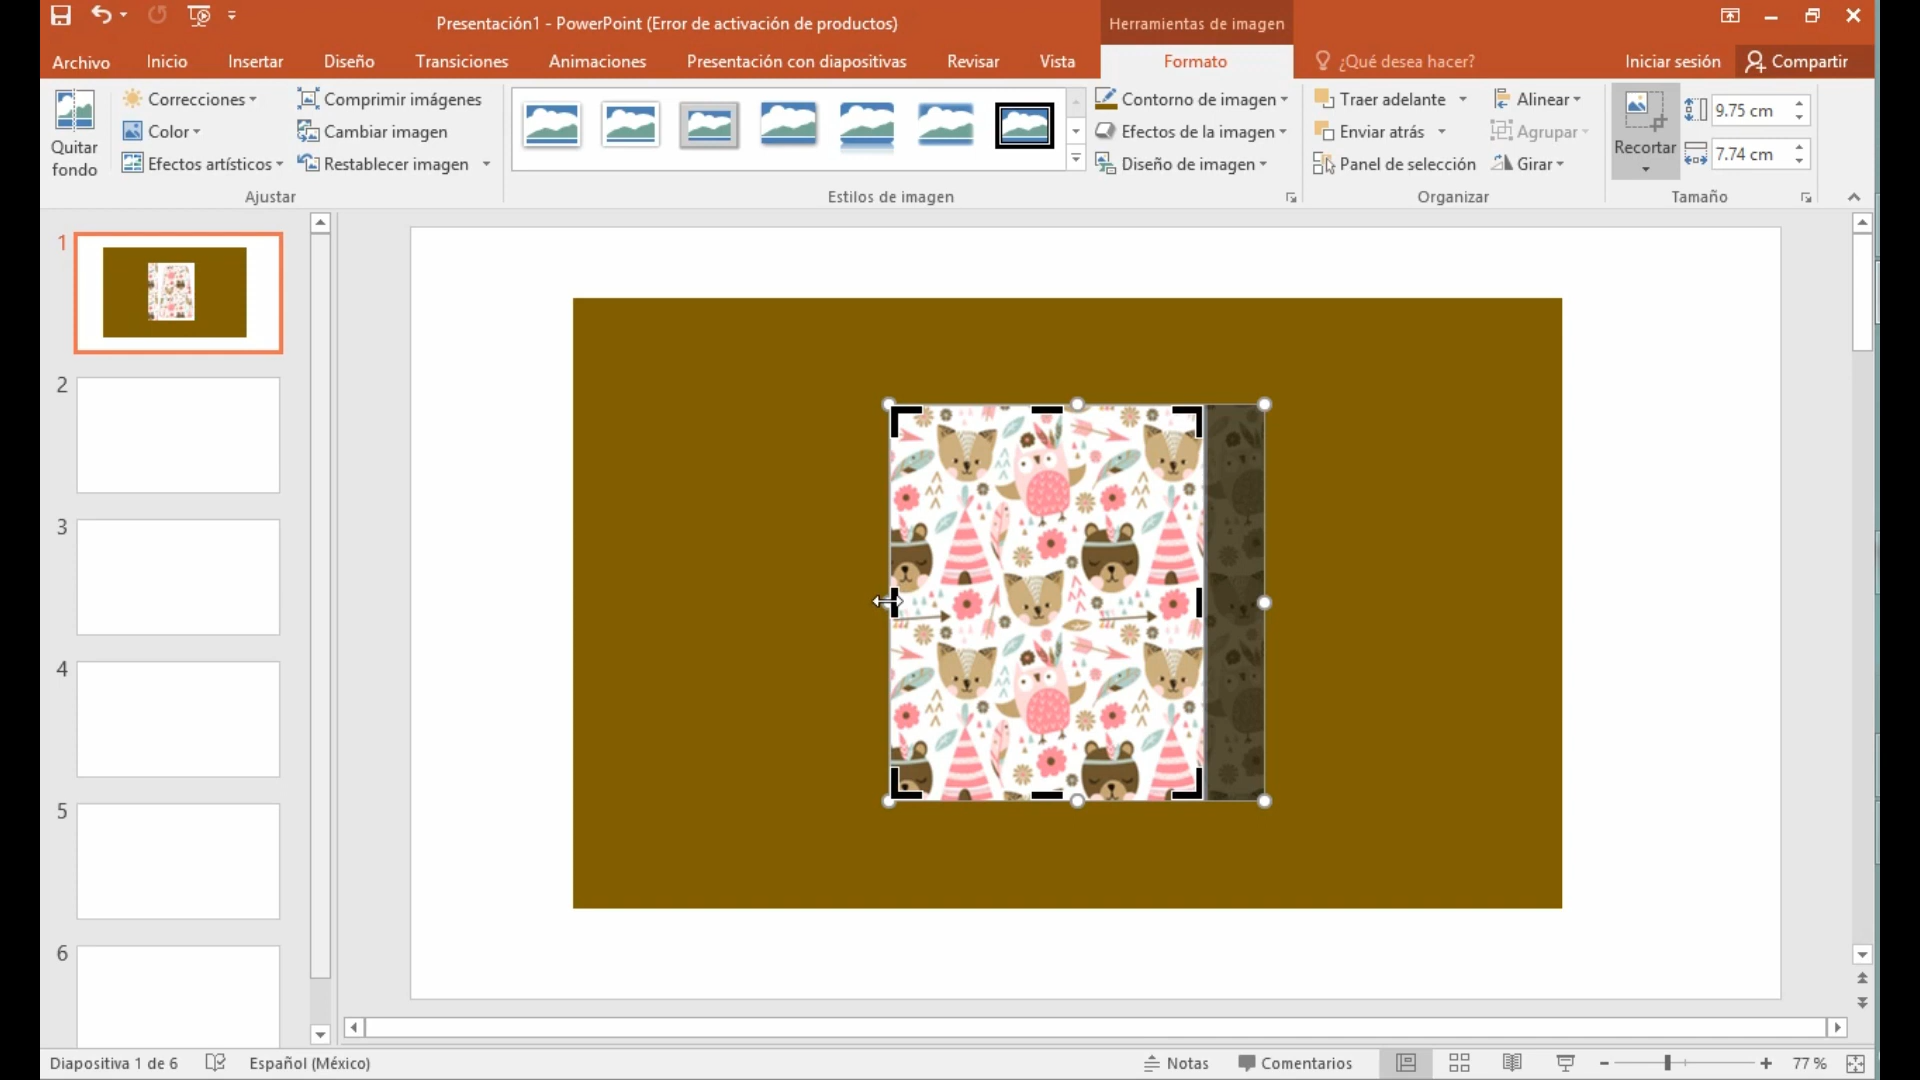 Presentación1 - PowerPoint (Error de activación de productos)
Herramientas de imagen
Archivo
Inicio
Insertar
Diseño
Transiciones
Animaciones
Presentación con diapositivas
Revisar
Vista
Formato
¿Qué desea hacer?
Iniciar sesión
Compartir
Quitar
fondo
Correcciones
Color
Efectos artísticos
Comprimir imágenes
Cambiar imagen
Restablecer imagen
Ajustar
Estilos de imagen
Contorno de imagen
Efectos de la imagen
Diseño de imagen
Traer adelante
Enviar atrás
Panel de selección
Alinear
Agrupar
Girar
Organizar
Recortar
9.75 cm
7.74 cm
Tamaño
1
2
3
4
5
6
Diapositiva 1 de 6
Español (México)
Notas
Comentarios
77 %